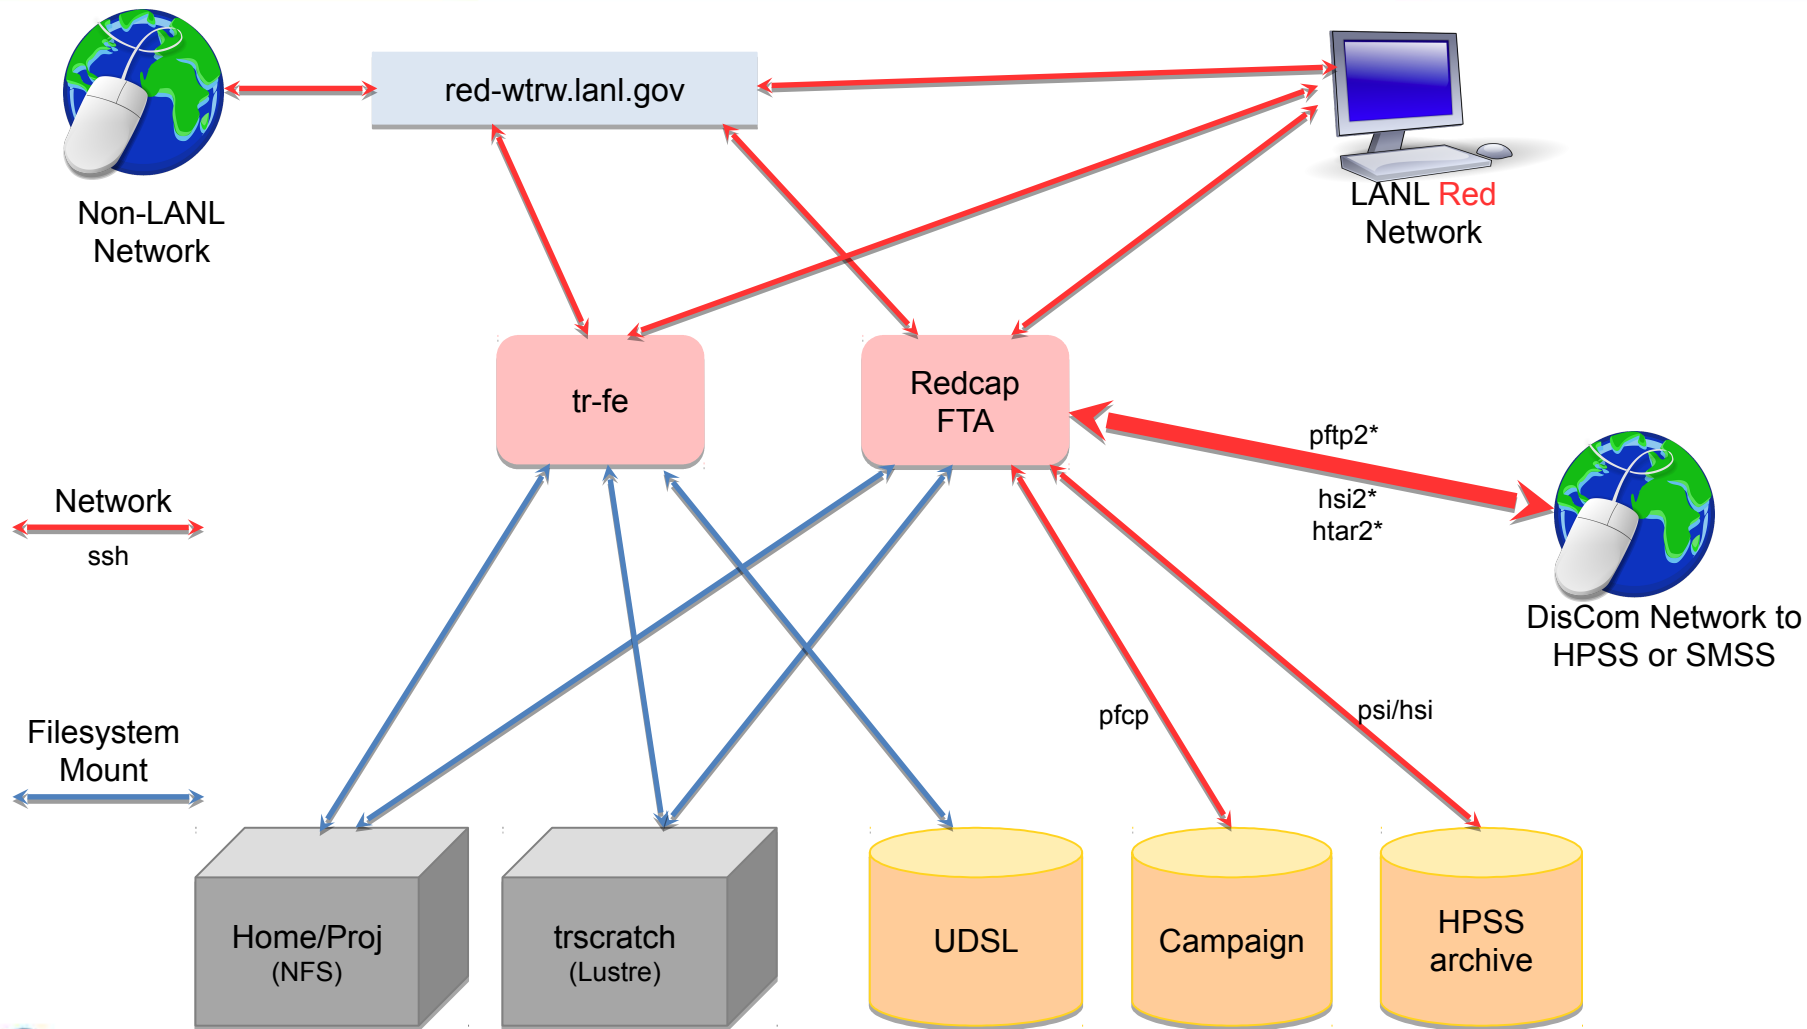 red-wtrw.lanl.gov
Non-LANL
Network
LANL Red
Network
tr-fe
Redcap
FTA
pftp2*
hsi2*
htar2*
Network
ssh
DisCom Network to
HPSS or SMSS
Filesystem
Mount
pfcp
psi/hsi
Home/Proj
(NFS)
trscratch
(Lustre)
UDSL
Campaign
HPSS
archive